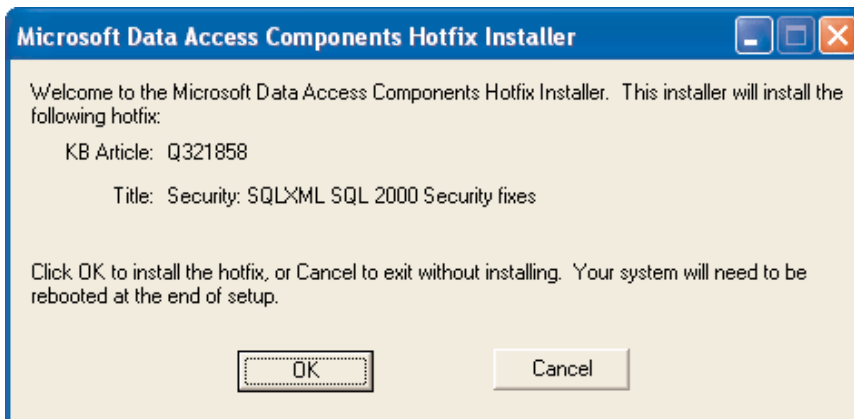 Microsoft Data Access Components Hotfix Installer
Welcome to the Microsoft Data Access Components Hotfix Installer. This installer will install the
following hotfix:
KB Article: Q321858
Title: Security: SQLXML SQL 2000 Security fixes
Click OK to install the hotfix, or Cancel to exit without installing. Your system will need to be
rebooted at the end of setup.
OK
Cancel